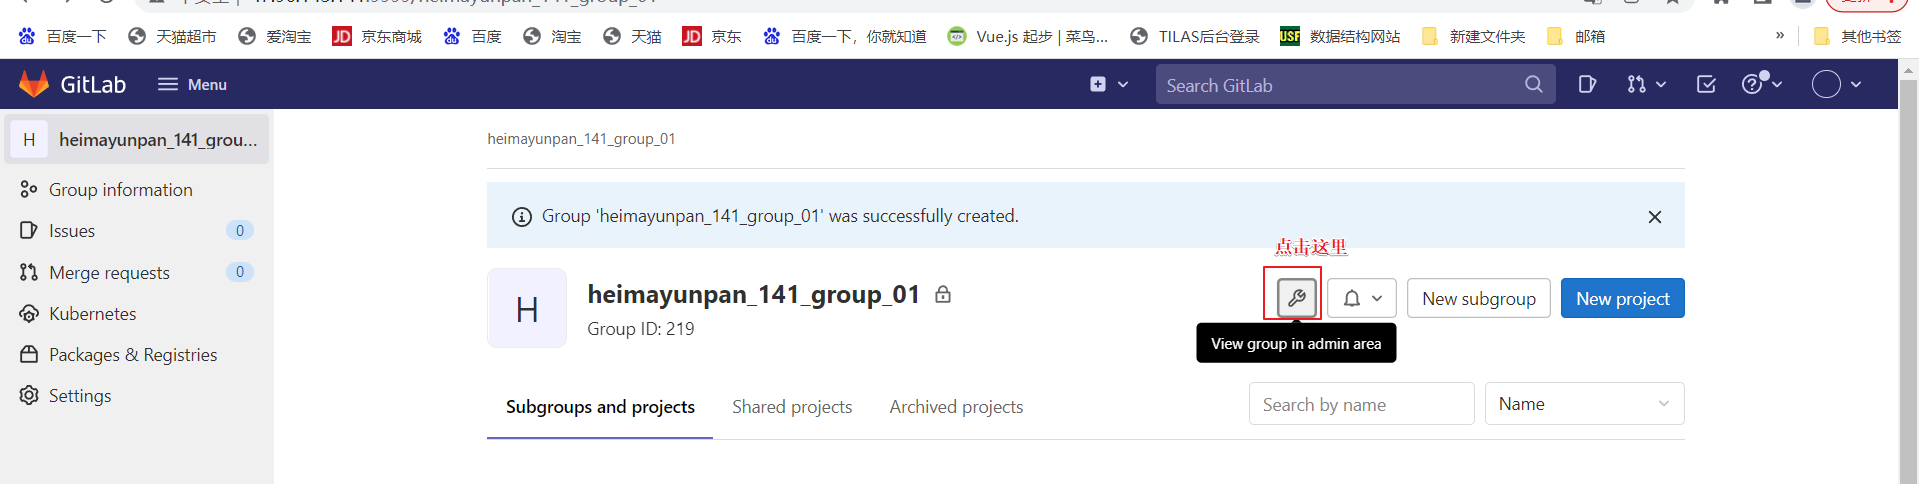 百度一下 天猫超市 爱淘宝 京东商城 百度 淘宝 天猫 京东 百度一下，你就知道 Vue.js 起步 | 菜鸟... TILAS后台登录 数据结构网站 新建文件夹 邮箱 » 其他书签
GitLab Menu Search GitLab
H heimayunpan_141_grou...
Group information
Issues 0
Merge requests 0
Kubernetes
Packages & Registries
Settings
heimayunpan_141_group_01
Group 'heimayunpan_141_group_01' was successfully created.
点击这里
H
heimayunpan_141_group_01
Group ID: 219
New subgroup New project
View group in admin area
Subgroups and projects Shared projects Archived projects Search by name Name